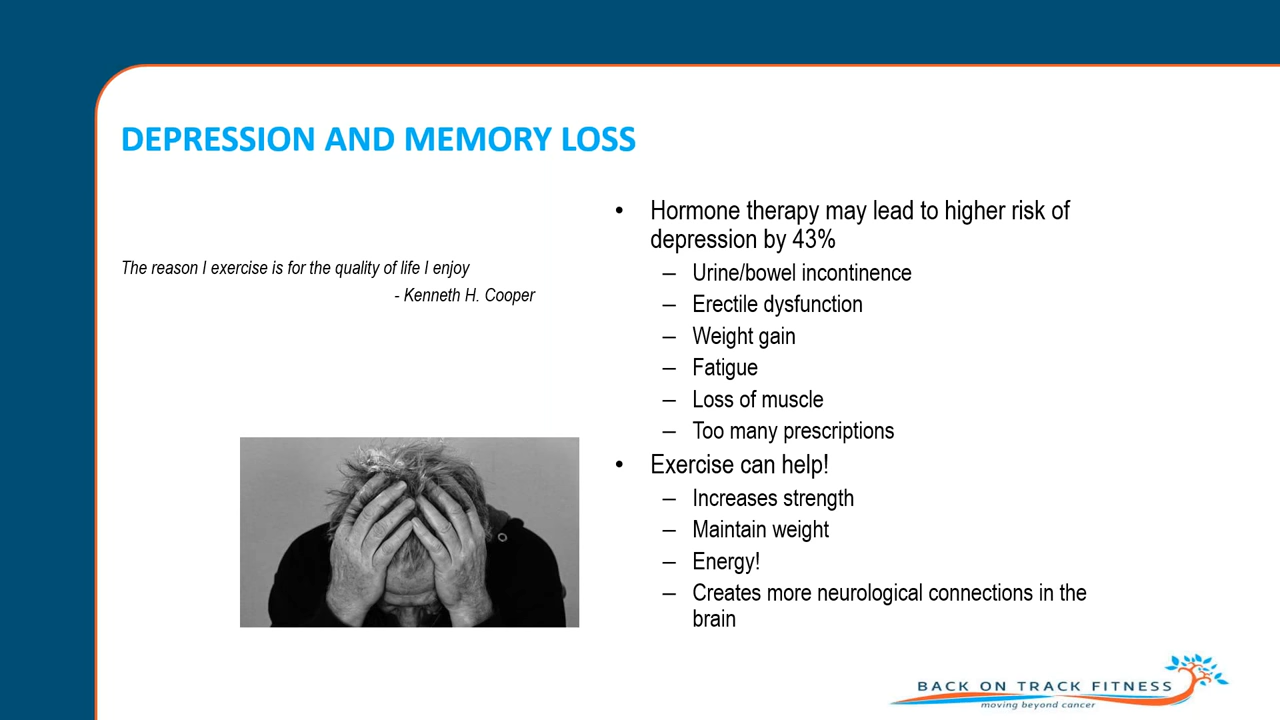 DEPRESSION AND MEMORY LOSS
The reason I exercise is for the quality of life I enjoy
- Kenneth H. Cooper
• Hormone therapy may lead to higher risk of
depression by 43%
– Urine/bowel incontinence
– Erectile dysfunction
– Weight gain
– Fatigue
– Loss of muscle
– Too many prescriptions
• Exercise can help!
– Increases strength
– Maintain weight
– Energy!
– Creates more neurological connections in the
brain
BACK ON TRACK FITNESS
moving beyond cancer